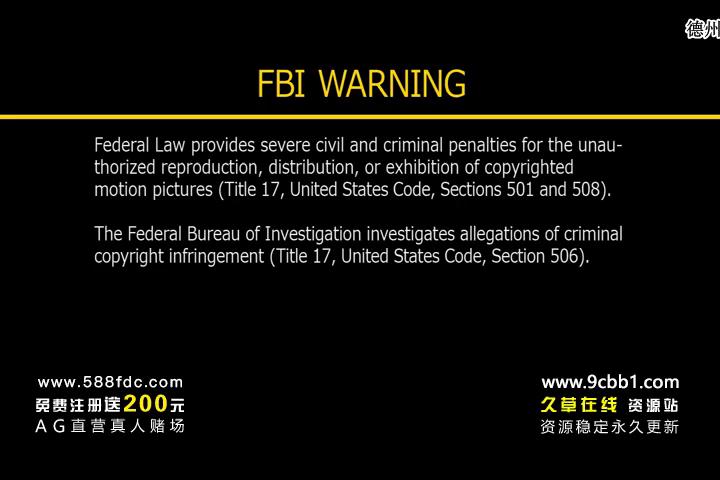 德州
FBI WARNING
Federal Law provides severe civil and criminal penalties for the unau-
thorized reproduction, distribution, or exhibition of copyrighted
motion pictures (Title 17, United States Code, Sections 501 and 508).
The Federal Bureau of Investigation investigates allegations of criminal
copyright infringement (Title 17, United States Code, Section 506).
www.588fdc.com
免费注册送200元
AG直营真人赌场
www.9cbb1.com
久草在线 资源站
资源稳定永久更新